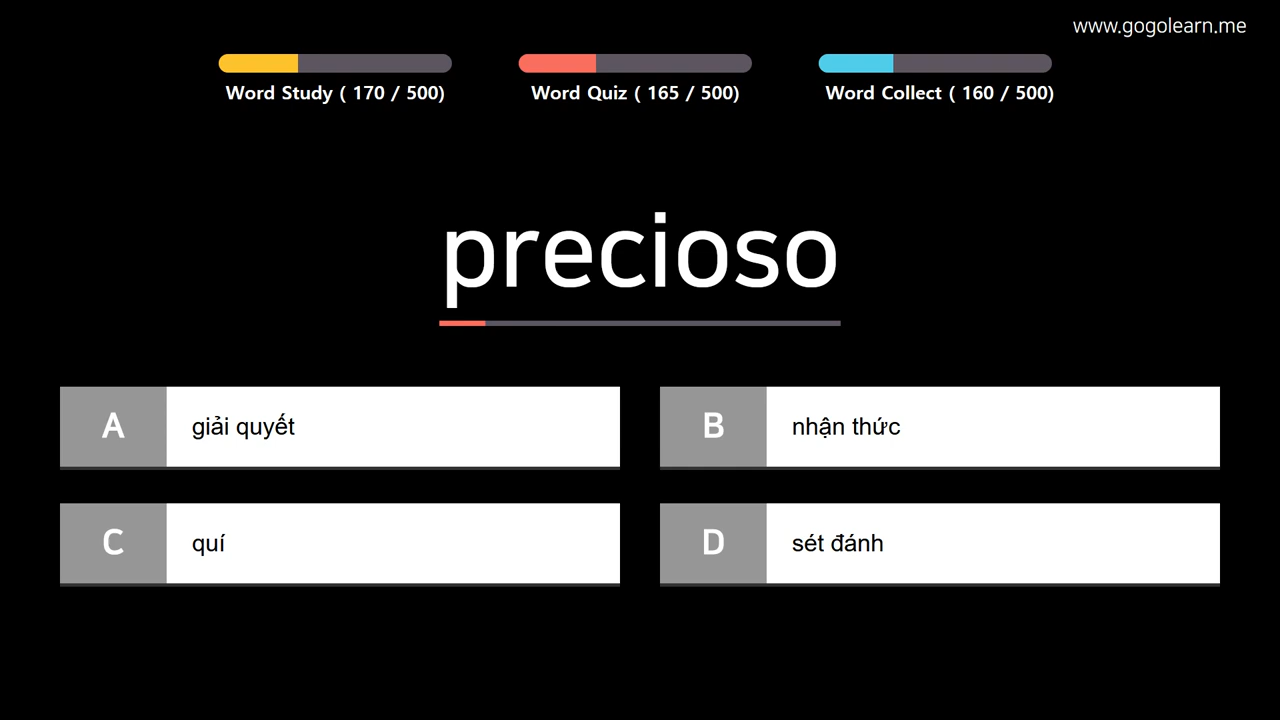 www.gogolearn.me
Word Study ( 170 / 500)
Word Quiz ( 165 / 500)
Word Collect ( 160 / 500)
precioso
A giải quyết
B nhận thức
C quí
D sét đánh